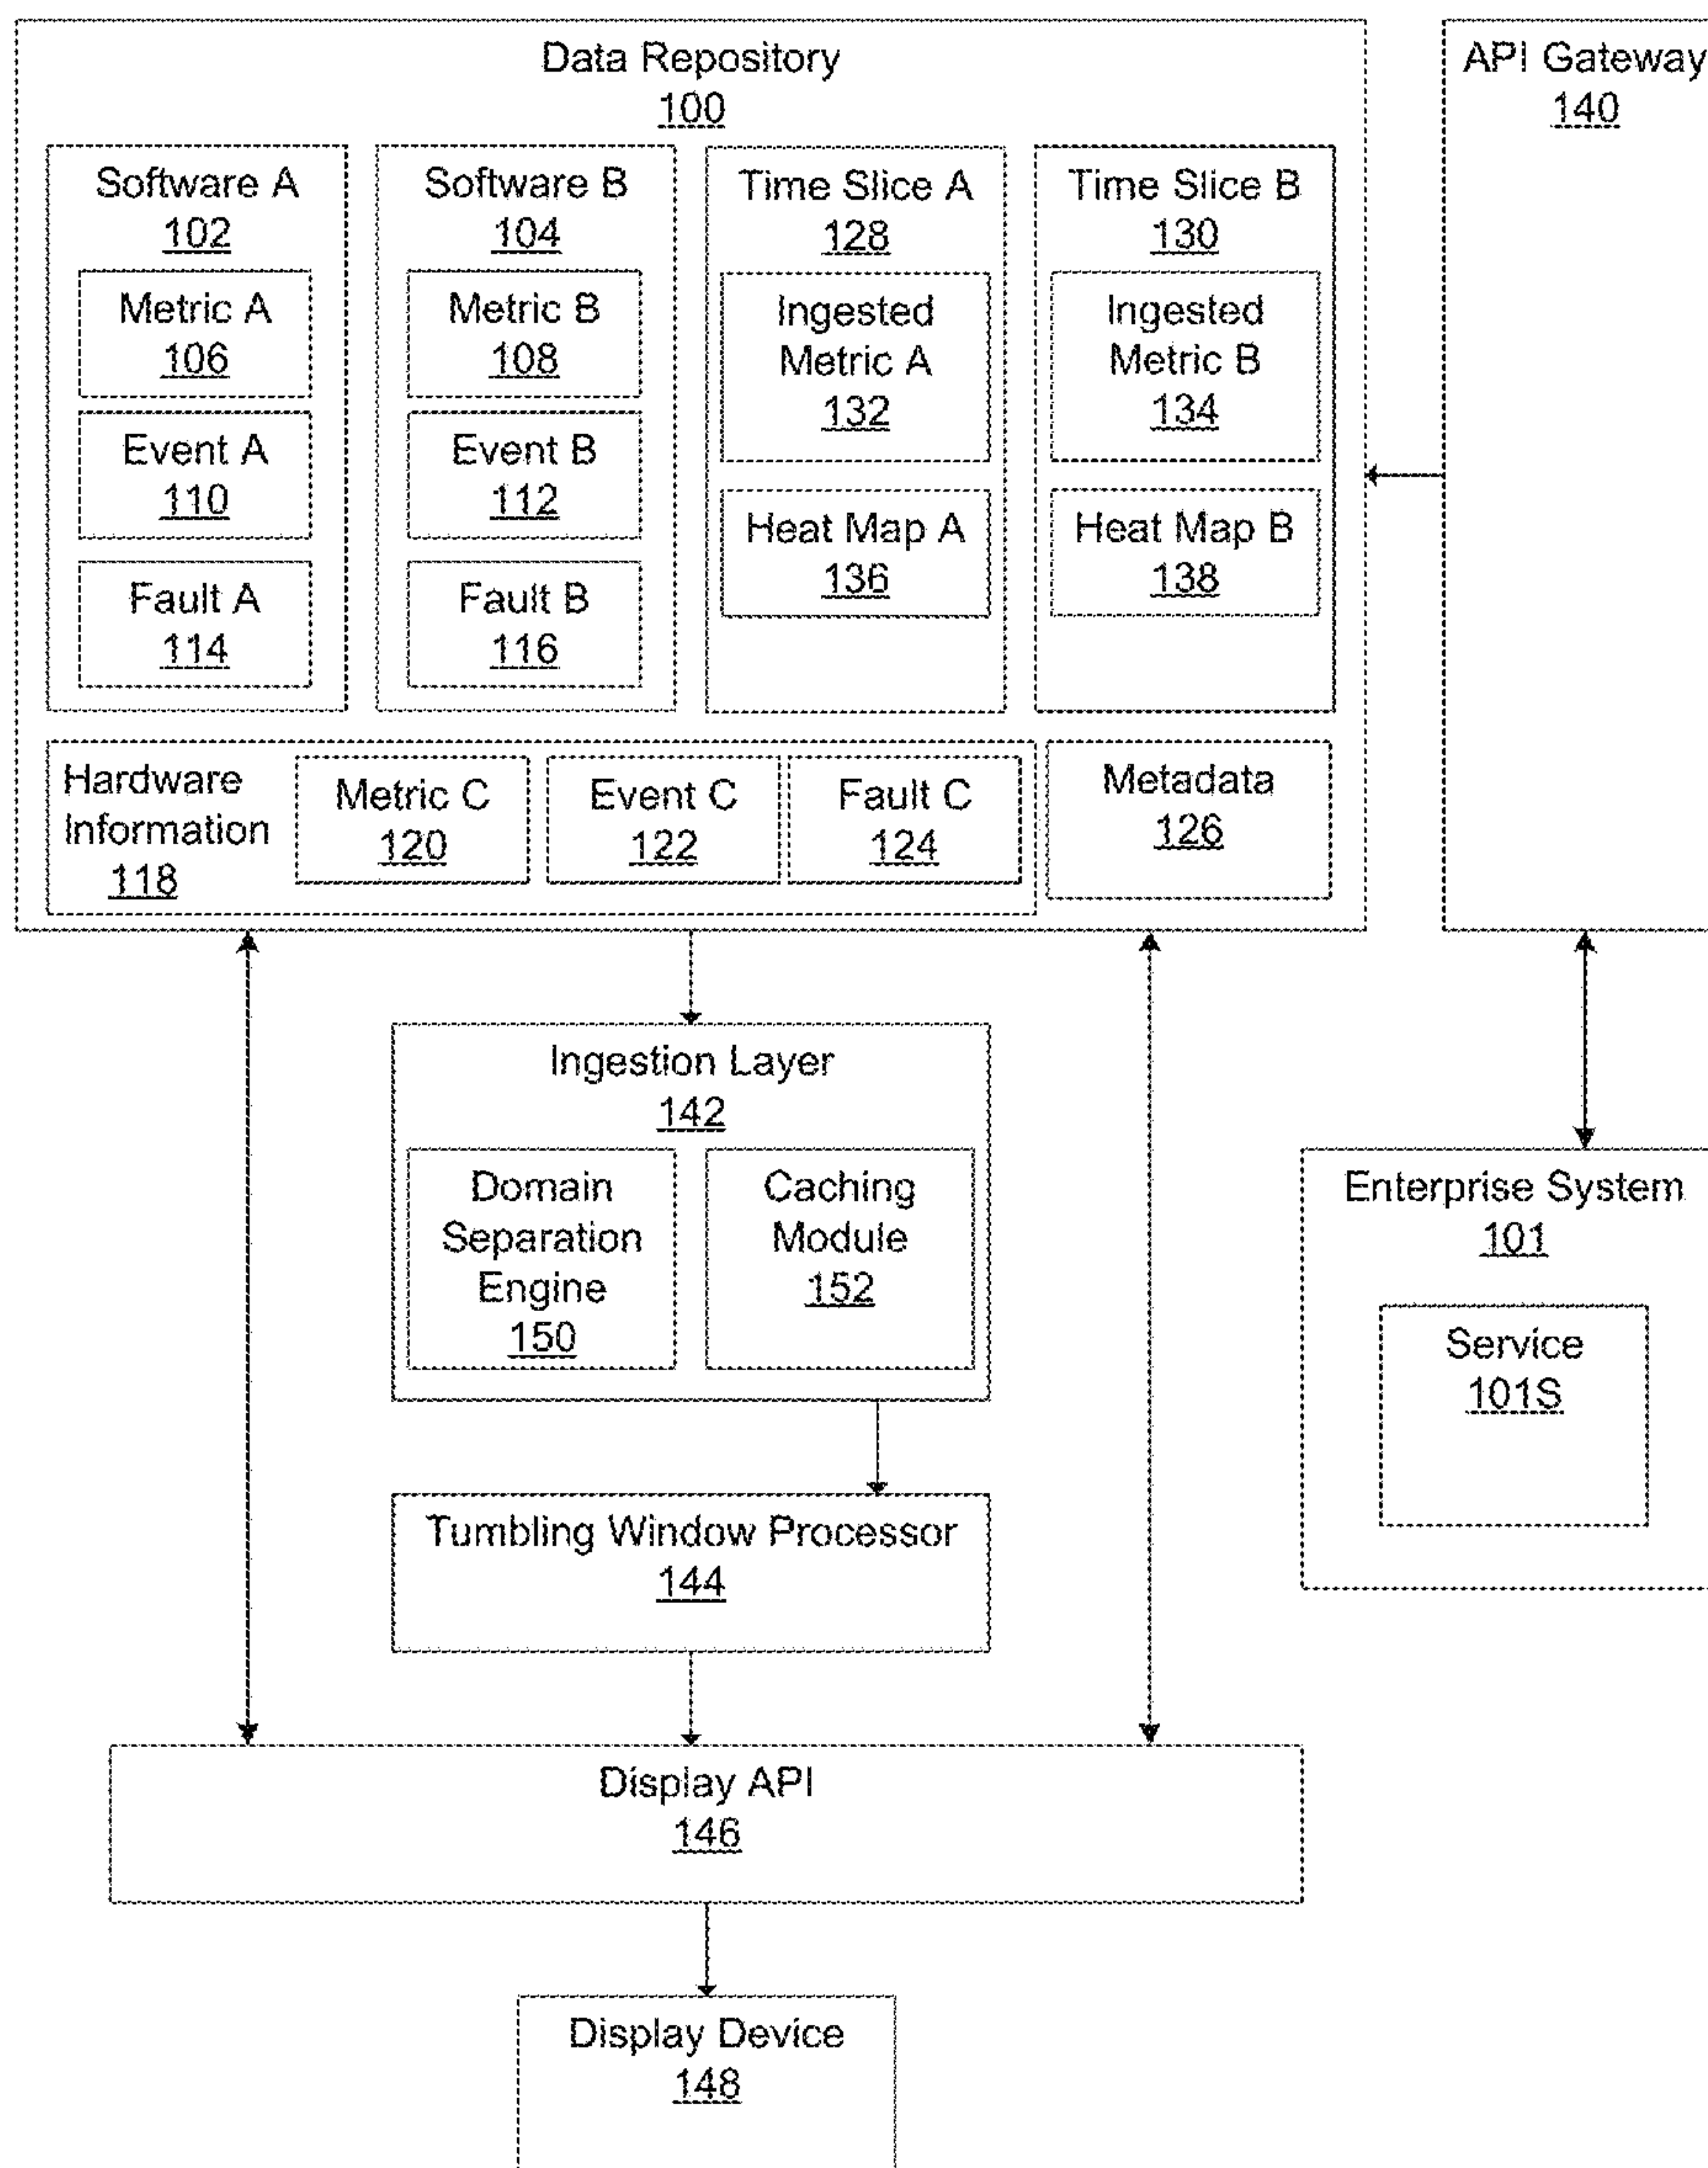 Data Repository
100
Software A
102
Metric A
106
Event A
110
Fault A
114
Software B
104
Metric B
108
Event B
112
Fault B
116
Time Slice A
128
Ingested
Metric A
132
Heat Map A
136
Time Slice B
130
Ingested
Metric B
134
Heat Map B
138
Hardware
Information
118
Metric C
120
Event C
122
Fault C
124
Metadata
126
API Gateway
140
Ingestion Layer
142
Domain
Separation
Engine
150
Caching
Module
152
Enterprise System
101
Service
101S
Tumbling Window Processor
144
Display API
146
Display Device
148